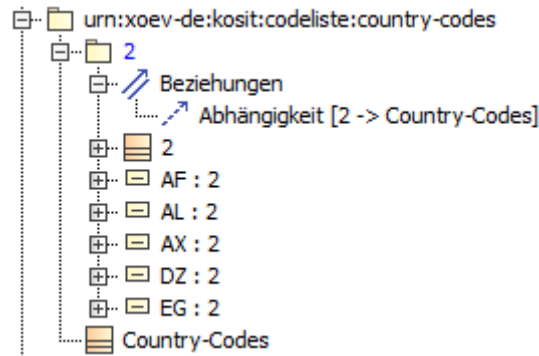 urn:xoev-de:kosit:codeliste:country-codes
2
Beziehungen
Abhängigkeit [2 -> Country-Codes]
2
AF : 2
AL : 2
AX : 2
DZ : 2
EG : 2
Country-Codes